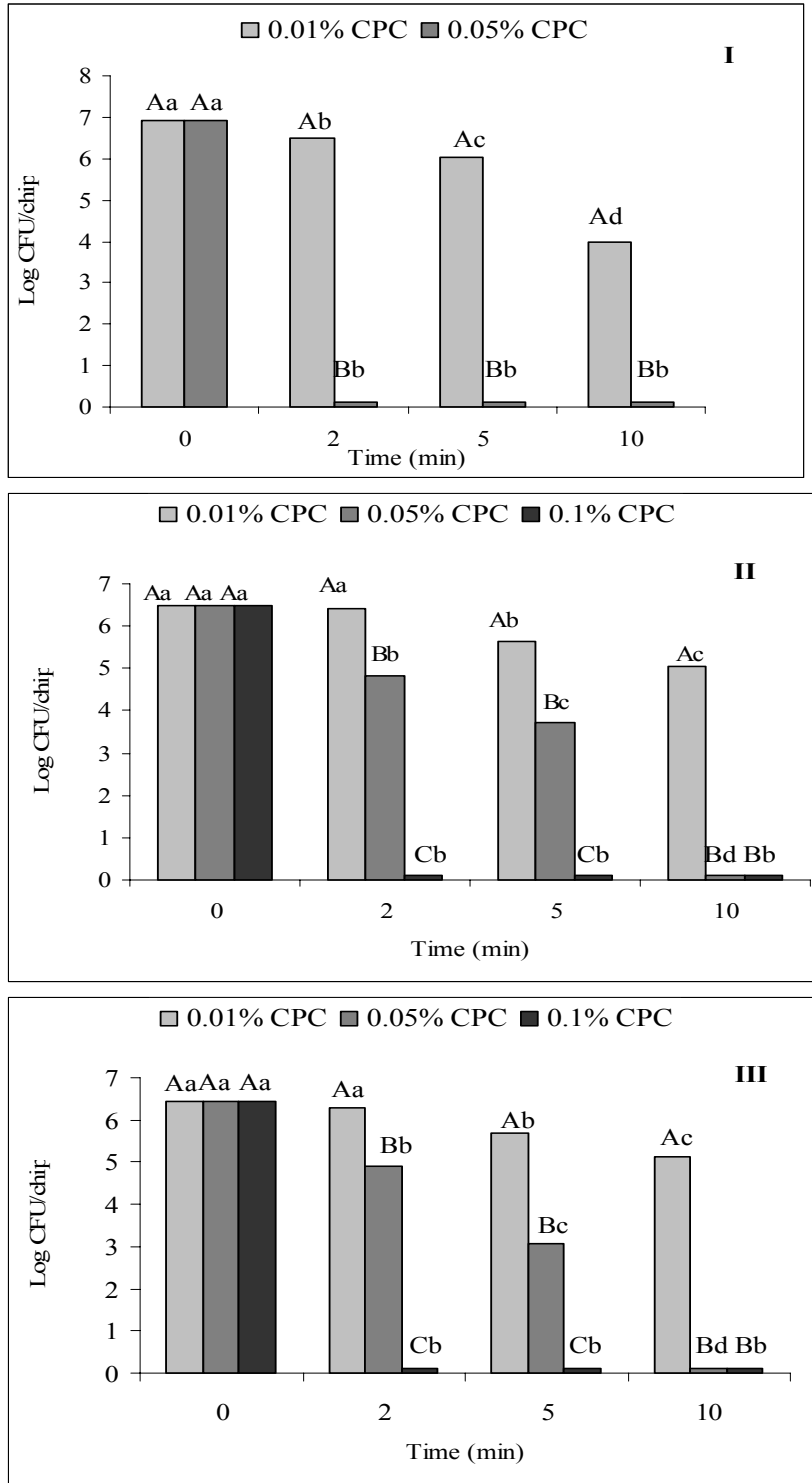 0.01% CPC 0.05% CPC
I
8
Aa Aa
7
Ab
Ac
6
5
Ad
4
3
2
1
Bb Bb Bb
0
0 2 5 10
Time (min)
Log CFU/chip
0.01% CPC 0.05% CPC 0.1% CPC
II
7
Aa Aa Aa Aa
6
Ab
Bb
Ac
5
4
Bc
3
2
1
Cb Cb Bd Bb
0
0 2 5 10
Time (min)
Log CFU/chip
0.01% CPC 0.05% CPC 0.1% CPC
III
7
Aa Aa Aa Aa
6
Ab
Ac
Bb
5
4
Bc
3
2
1
Cb Cb Bd Bb
0
0 2 5 10
Time (min)
Log CFU/chip